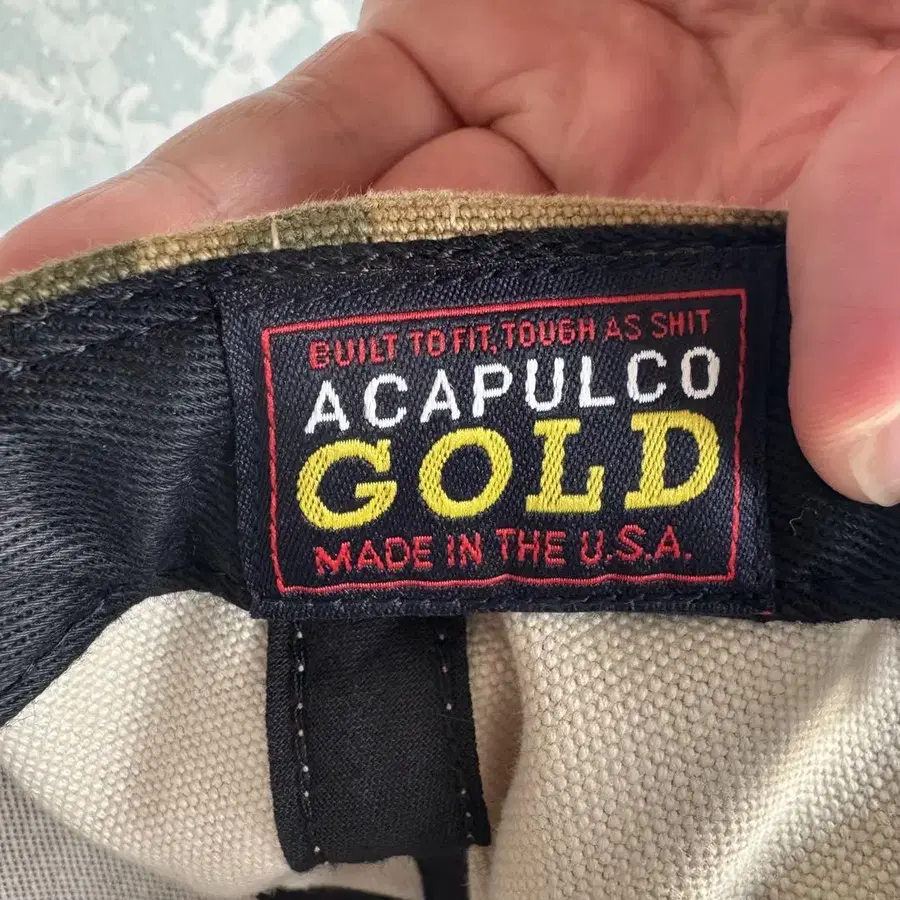 BUILT TO FIT, TOUGH AS SHIT
ACAPULCO
GOLD
MADE IN THE U.S.A.